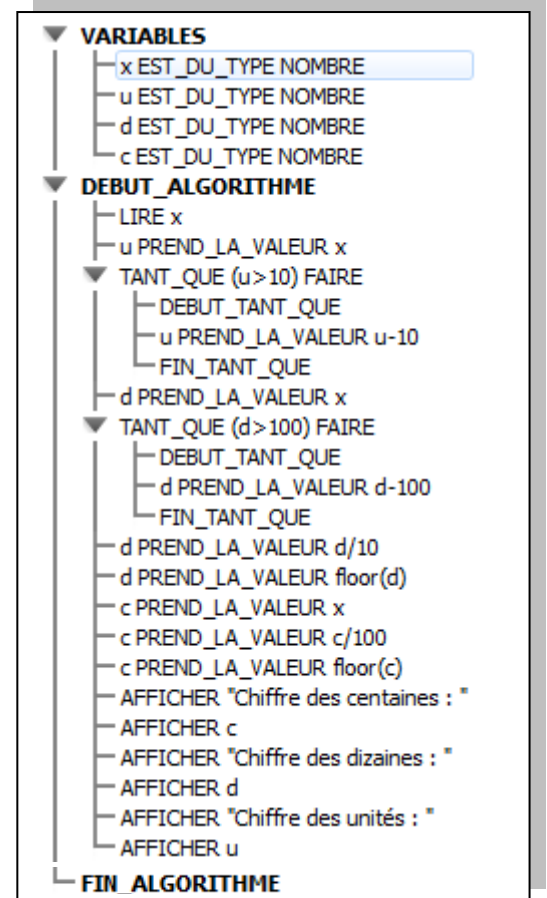 VARIABLES
x EST_DU_TYPE NOMBRE
u EST_DU_TYPE NOMBRE
d EST_DU_TYPE NOMBRE
c EST_DU_TYPE NOMBRE
DEBUT_ALGORITHME
LIRE x
u PREND_LA_VALEUR x
TANT_QUE (u>10) FAIRE
DEBUT_TANT_QUE
u PREND_LA_VALEUR u-10
FIN_TANT_QUE
d PREND_LA_VALEUR x
TANT_QUE (d>100) FAIRE
DEBUT_TANT_QUE
d PREND_LA_VALEUR d-100
FIN_TANT_QUE
d PREND_LA_VALEUR d/10
d PREND_LA_VALEUR floor(d)
c PREND_LA_VALEUR x
c PREND_LA_VALEUR c/100
c PREND_LA_VALEUR floor(c)
AFFICHER "Chiffre des centaines : "
AFFICHER c
AFFICHER "Chiffre des dizaines : "
AFFICHER d
AFFICHER "Chiffre des unités : "
AFFICHER u
FIN_ALGORITHME